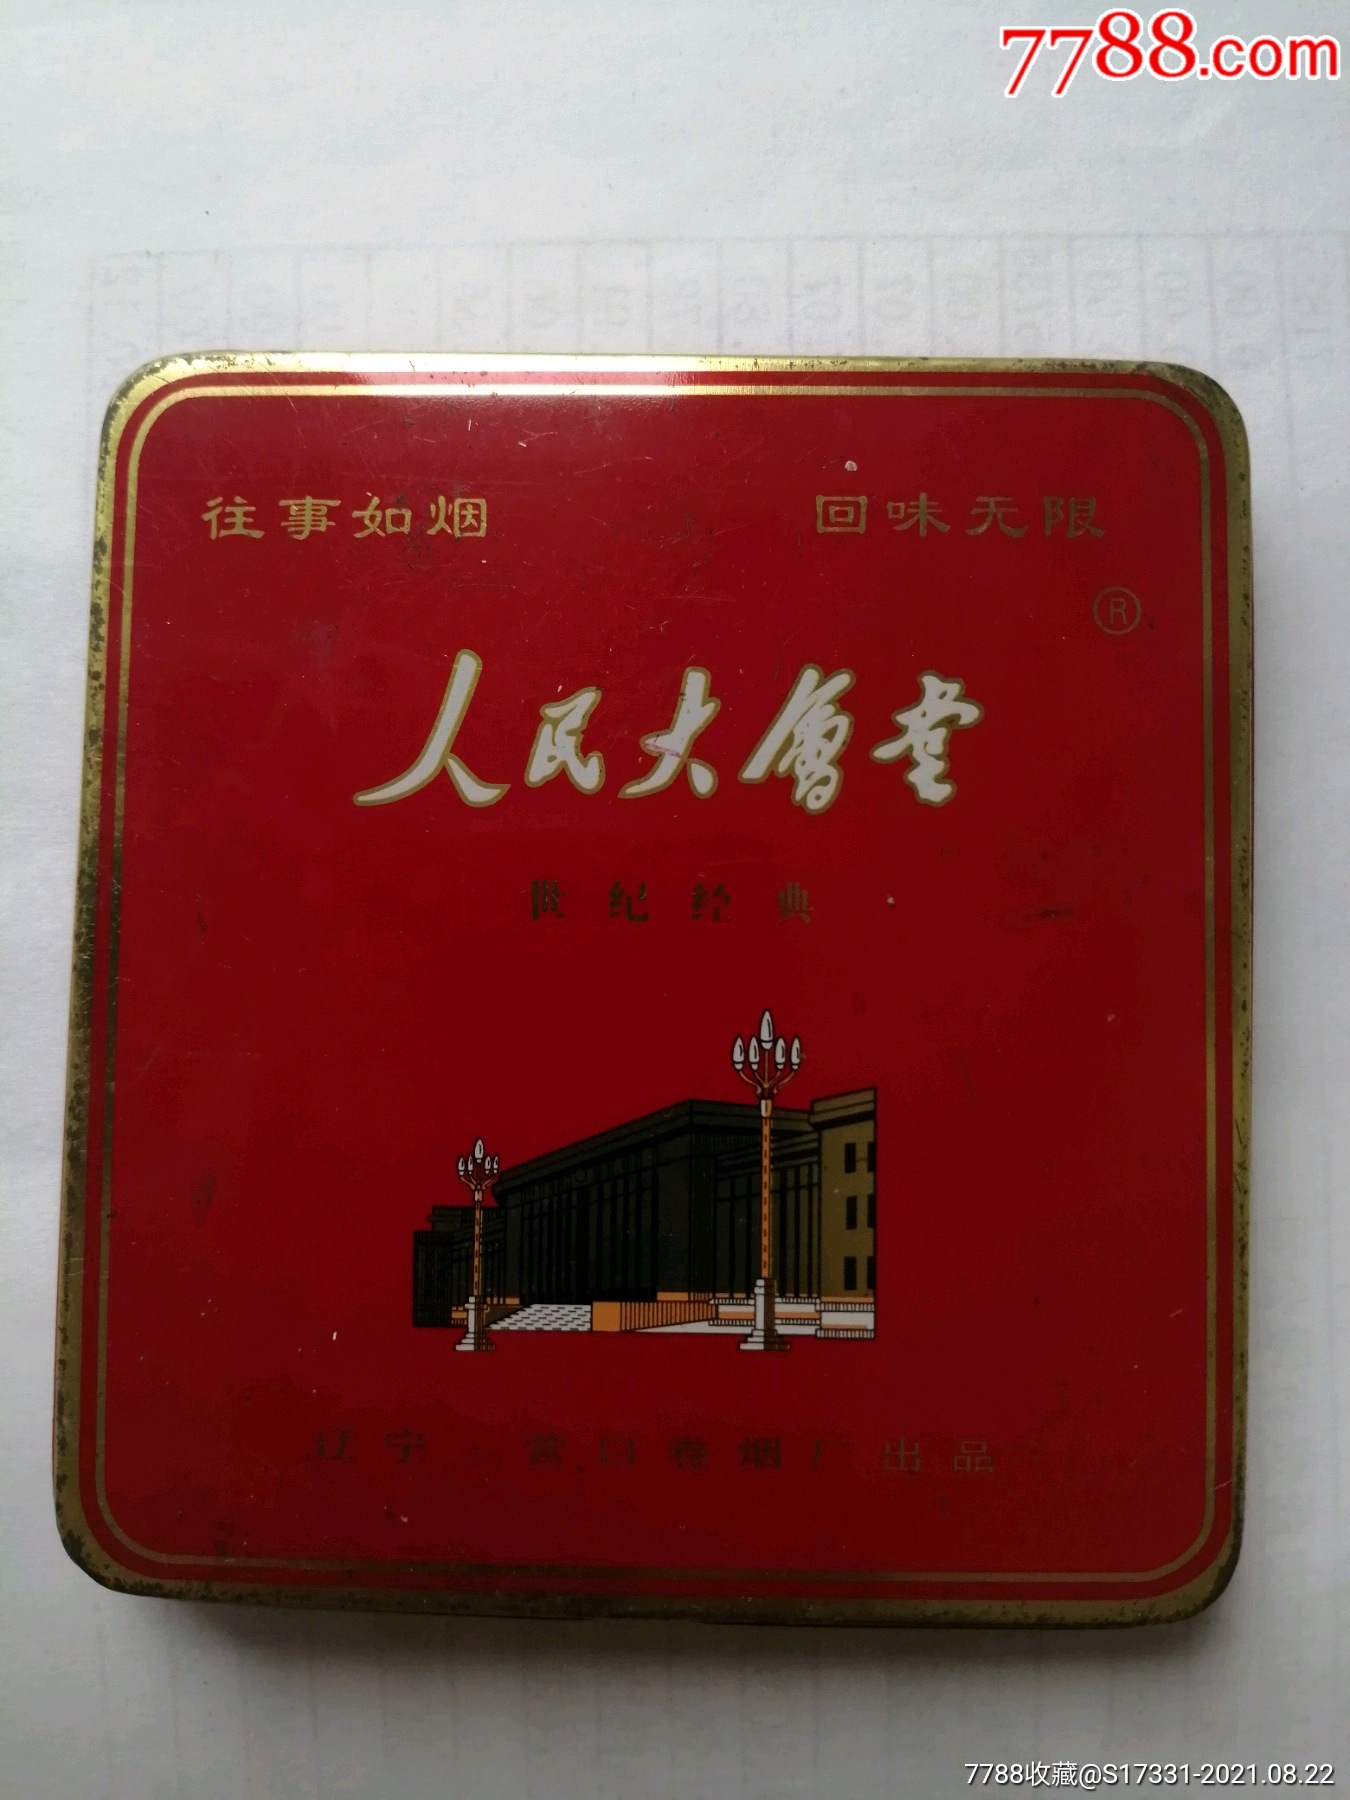 7788.com
往事如烟 回味无限
®
人民大會堂
世纪经典
辽宁 营口卷烟厂出品
7788收藏@S17331-2021.08.22